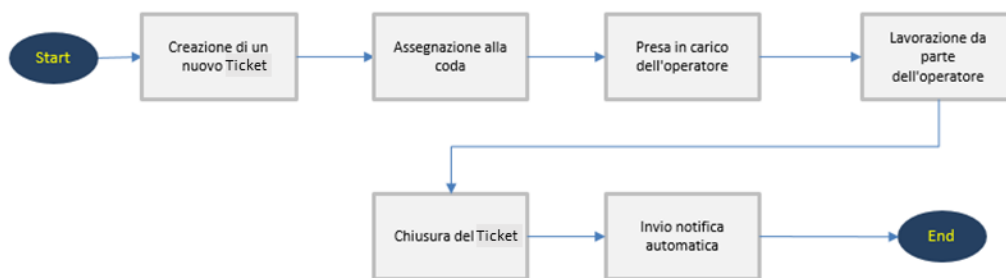 Start
Creazione di un
nuovo Ticket
Assegnazione alla
coda
Presa in carico
dell'operatore
Lavorazione da
parte
dell'operatore
Chiusura del Ticket
Invio notifica
automatica
End